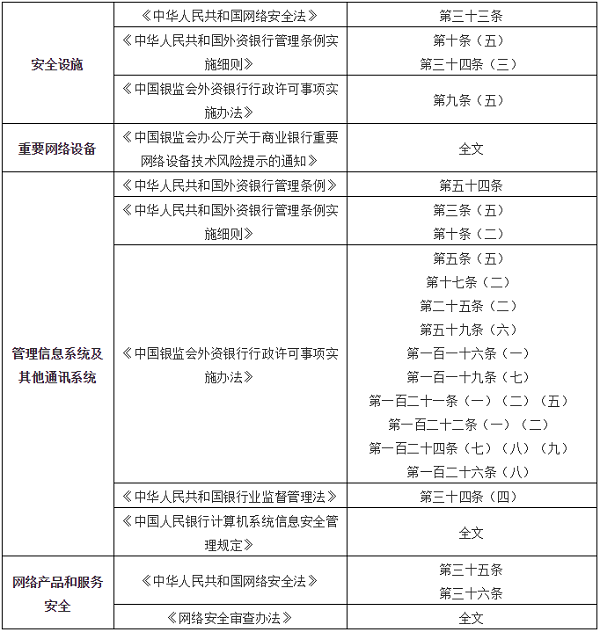 安全设施
《中华人民共和国网络安全法》
第三十三条
《中华人民共和国外资银行管理条例实
施细则》
第十条（五）
第三十四条（三）
《中国银监会外资银行行政许可事项实
施办法》
第九条（五）
重要网络设备
《中国银监会办公厅关于商业银行重要
网络设备技术风险提示的通知》
全文
管理信息系统及
其他通讯系统
《中华人民共和国外资银行管理条例》
第五十四条
《中华人民共和国外资银行管理条例实
施细则》
第三条（五）
第十条（二）
《中国银监会外资银行行政许可事项实
施办法》
第五条（五）
第十七条（二）
第二十五条（二）
第五十九条（六）
第一百一十六条（一）
第一百一十九条（七）
第一百二十一条（一）（二）（五）
第一百二十二条（一）（二）
第一百二十四条（七）（八）（九）
第一百二十六条（八）
《中华人民共和国银行业监督管理法》
第三十四条（四）
《中国人民银行计算机系统信息安全管
理规定》
全文
网络产品和服务
安全
《中华人民共和国网络安全法》
第三十五条
第三十六条
《网络安全审查办法》
全文